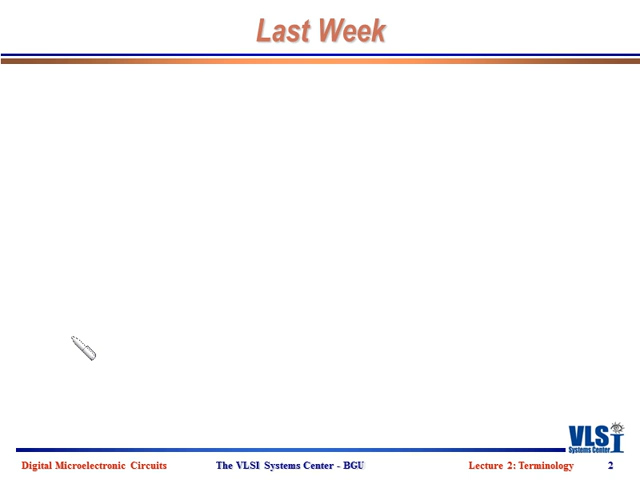 Last Week
VLSI
Systems Center
Digital Microelectronic Circuits
The VLSI Systems Center - BGU
Lecture 2: Terminology
2